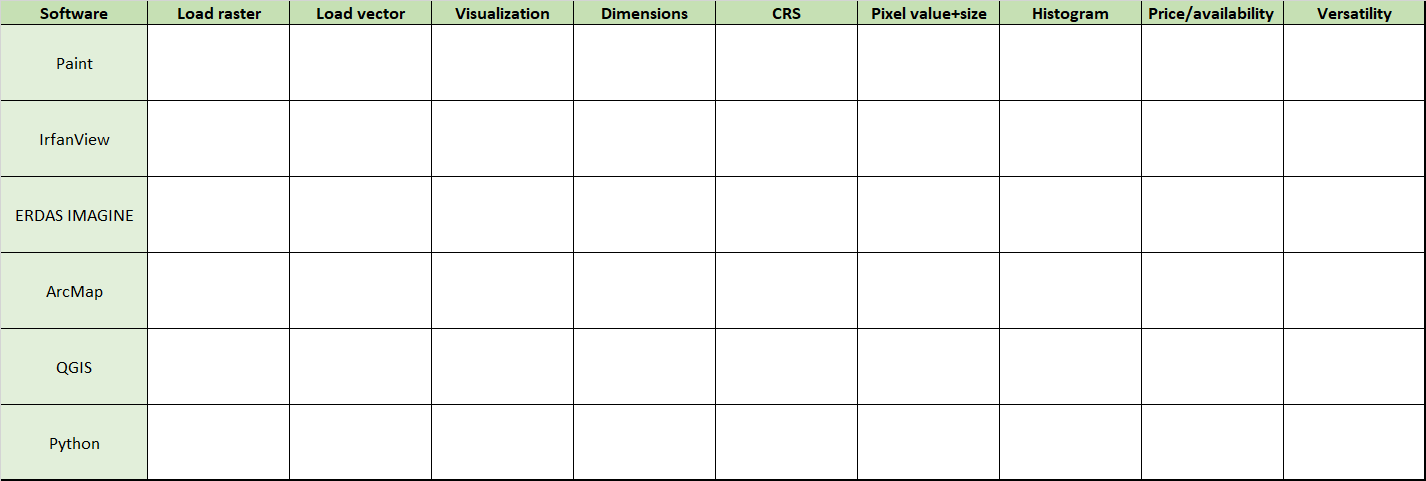 Software Load raster Load vector Visualization Dimensions CRS Pixel value+size Histogram Price/availability Versatility
Paint
IrfanView
ERDAS IMAGINE
ArcMap
QGIS
Python